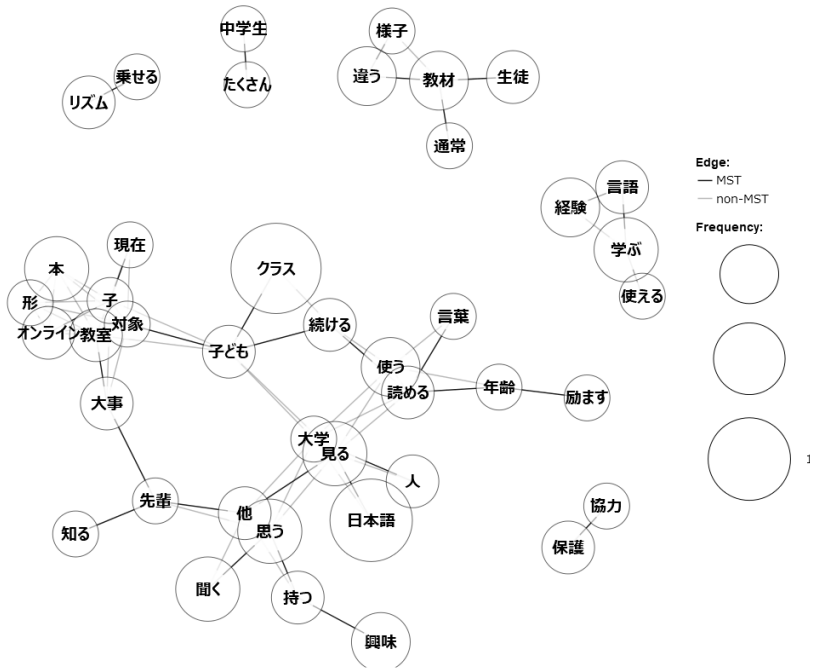 中学生
様子
乗せる
違う
教材
生徒
たくさん
リズム
通常
Edge:
MST
non-MST
言語
経験
Frequency:
現在
学ぶ
本
クラス
使える
形
子
オンライン
教室
対象
続ける
言葉
子ども
使う
大事
読める
年齢
励ます
大学
見る
人
先輩
他
日本語
協力
知る
思う
保護
聞く
持つ
興味